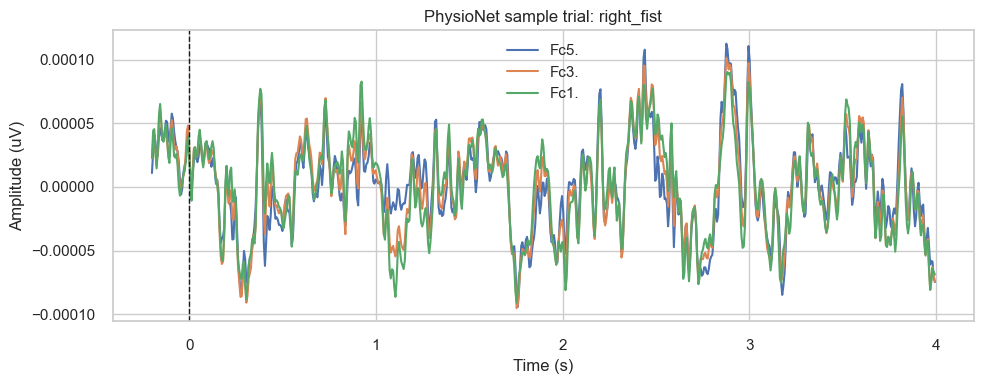 PhysioNet sample trial: right_fist
Fc5.
Fc3.
Fc1.
Amplitude (uV)
0.00010
0.00005
0.00000
−0.00005
−0.00010
0 1 2 3 4
Time (s)